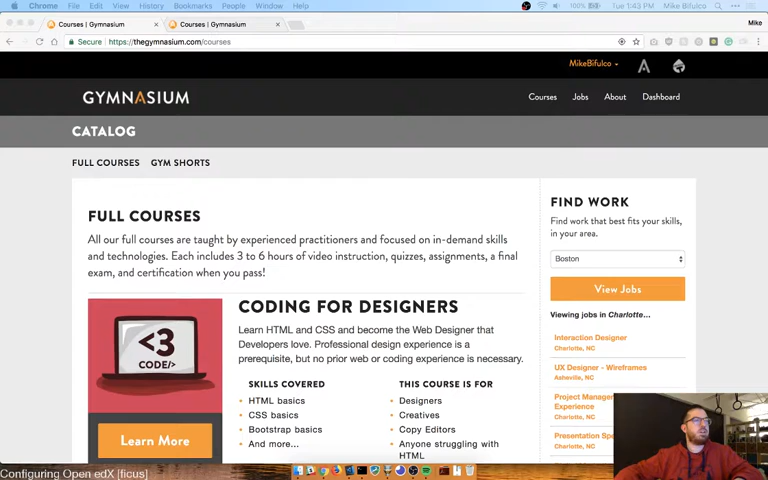 Chrome File Edit View History Bookmarks People Window Help
100% Tue 1:43 PM Mike Bifulco
Courses | Gymnasium
Courses | Gymnasium
Mike
Secure https://thegymnasium.com/courses
MikeBifulco
GYMNASIUM
Courses Jobs About Dashboard
CATALOG
FULL COURSES GYM SHORTS
FULL COURSES
All our full courses are taught by experienced practitioners and focused on in-demand skills
and technologies. Each includes 3 to 6 hours of video instruction, quizzes, assignments, a final
exam, and certification when you pass!
<3
CODE/>
Learn More
CODING FOR DESIGNERS
Learn HTML and CSS and become the Web Designer that
Developers love. Professional design experience is a
prerequisite, but no prior web or coding experience is necessary.
SKILLS COVERED
HTML basics
CSS basics
Bootstrap basics
And more...
THIS COURSE IS FOR
Designers
Creatives
Copy Editors
Anyone struggling with
HTML
FIND WORK
Find work that best fits your skills,
in your area.
Boston
View Jobs
Viewing jobs in Charlotte...
Interaction Designer
Charlotte, NC
UX Designer - Wireframes
Asheville, NC
Project Manager
Experience
Charlotte, NC
Presentation Spe
Charlotte, NC
Configuring Open edX [ficus]